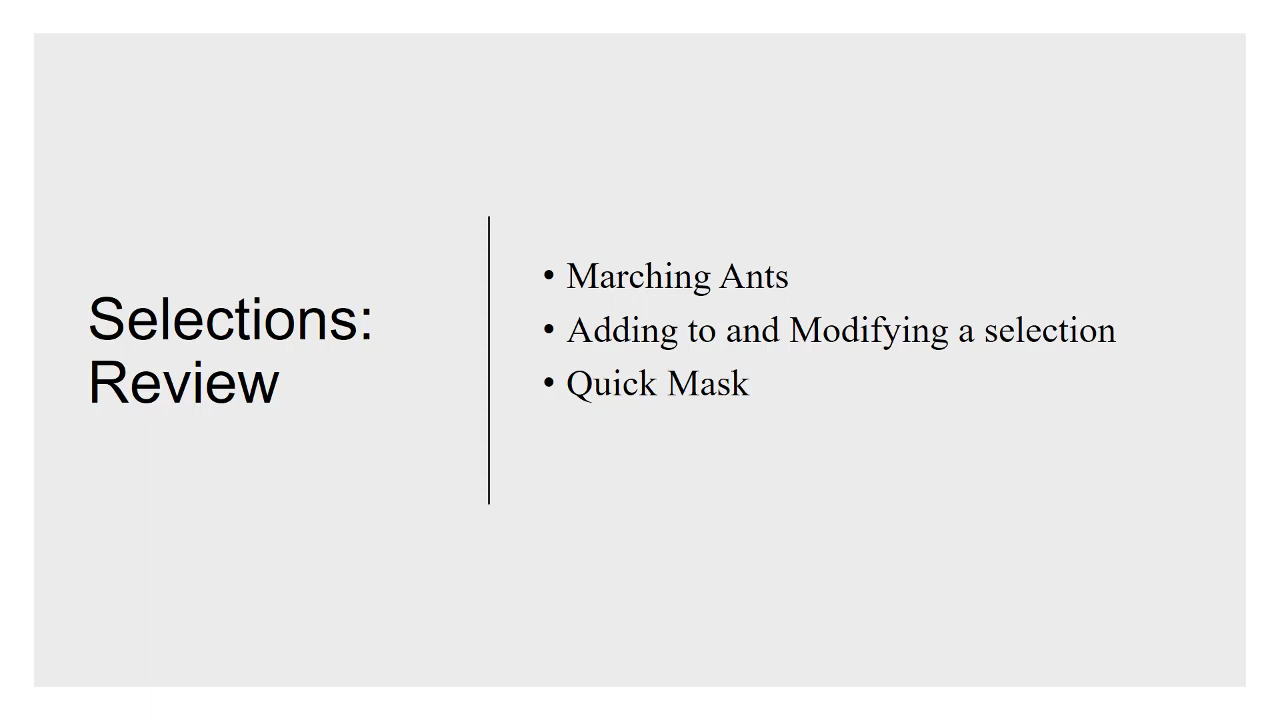 Selections:
Review
• Marching Ants
• Adding to and Modifying a selection
• Quick Mask